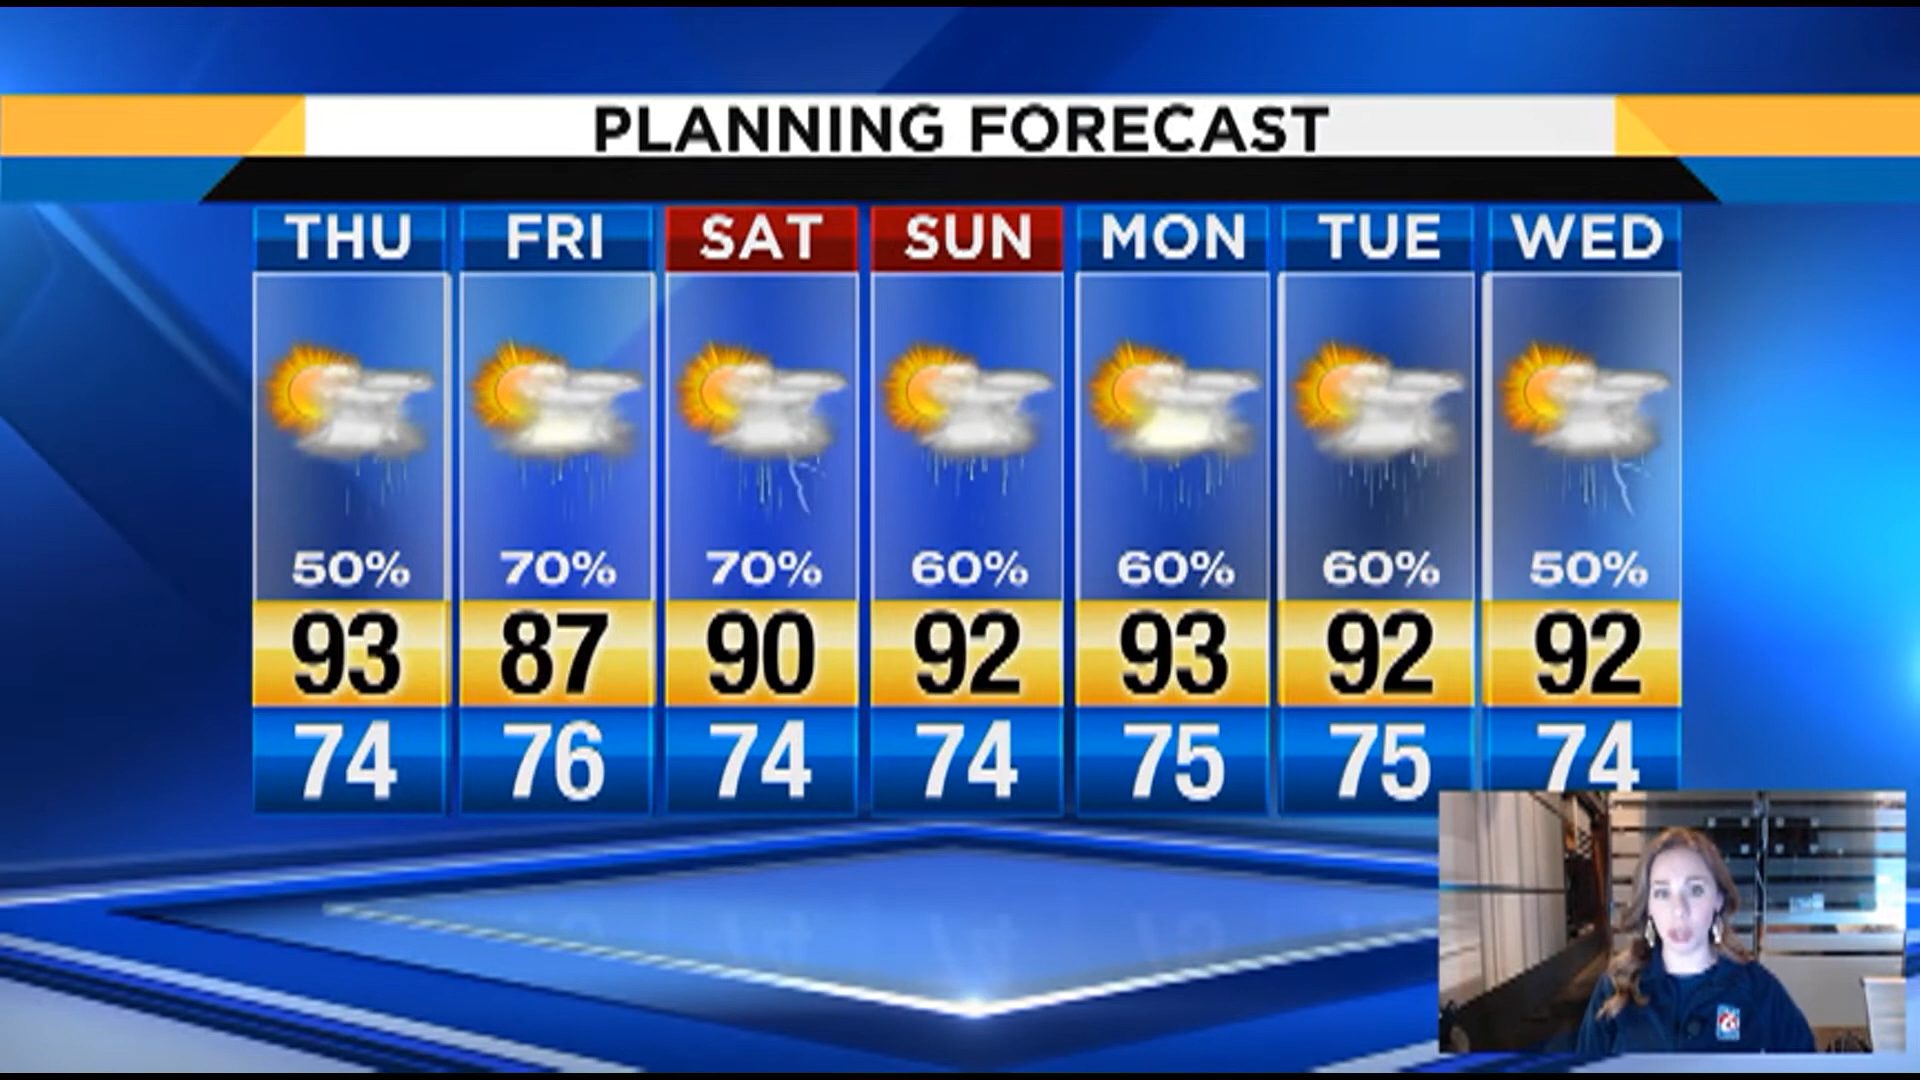 PLANNING FORECAST
THU FRI SAT SUN MON TUE WED
50% 70% 70% 60% 60% 60% 50%
93 87 90 92 93 92 92
74 76 74 74 75 75 74
6